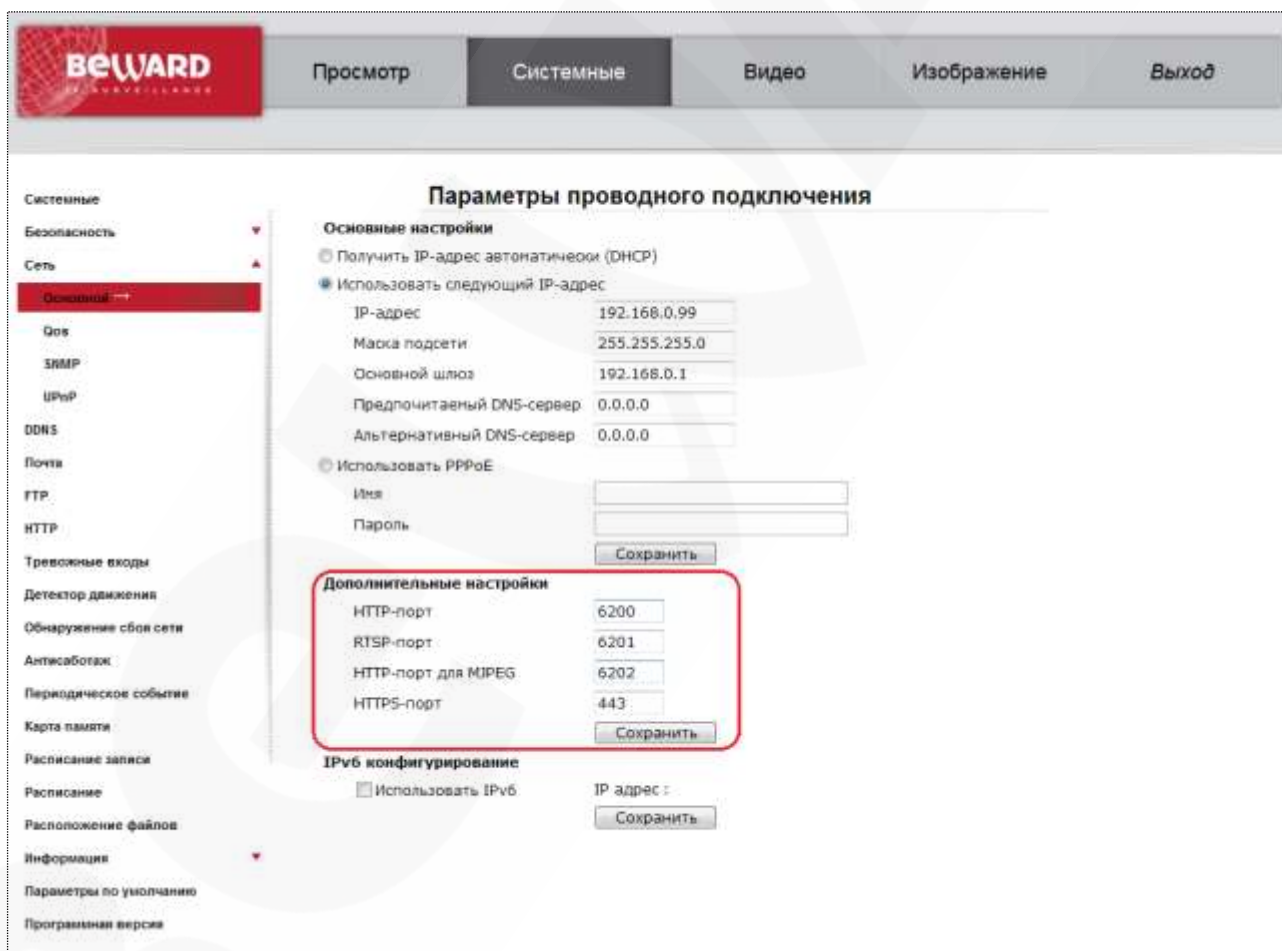 BEWARD
IP SURVEILLANCE
Просмотр
Системные
Видео
Изображение
Выход
Параметры проводного подключения
Системные
Безопасность
Сеть
Основной →
Qos
SNMP
UPnP
DDNS
Почта
FTP
HTTP
Тревожные входы
Детектор движения
Обнаружение сбоя сети
Антисаботаж
Периодическое событие
Карта памяти
Расписание записи
Расписание
Расположение файлов
Информация
Параметры по умолчанию
Программная версия
Основные настройки
Получить IP-адрес автоматически (DHCP)
Использовать следующий IP-адрес
IP-адрес 192.168.0.99
Маска подсети 255.255.255.0
Основной шлюз 192.168.0.1
Предпочитаемый DNS-сервер 0.0.0.0
Альтернативный DNS-сервер 0.0.0.0
Использовать PPPoE
Имя
Пароль
Сохранить
Дополнительные настройки
HTTP-порт 6200
RTSP-порт 6201
HTTP-порт для MJPEG 6202
HTTPS-порт 443
Сохранить
IPv6 конфигурирование
Использовать IPv6 IP адрес :
Сохранить